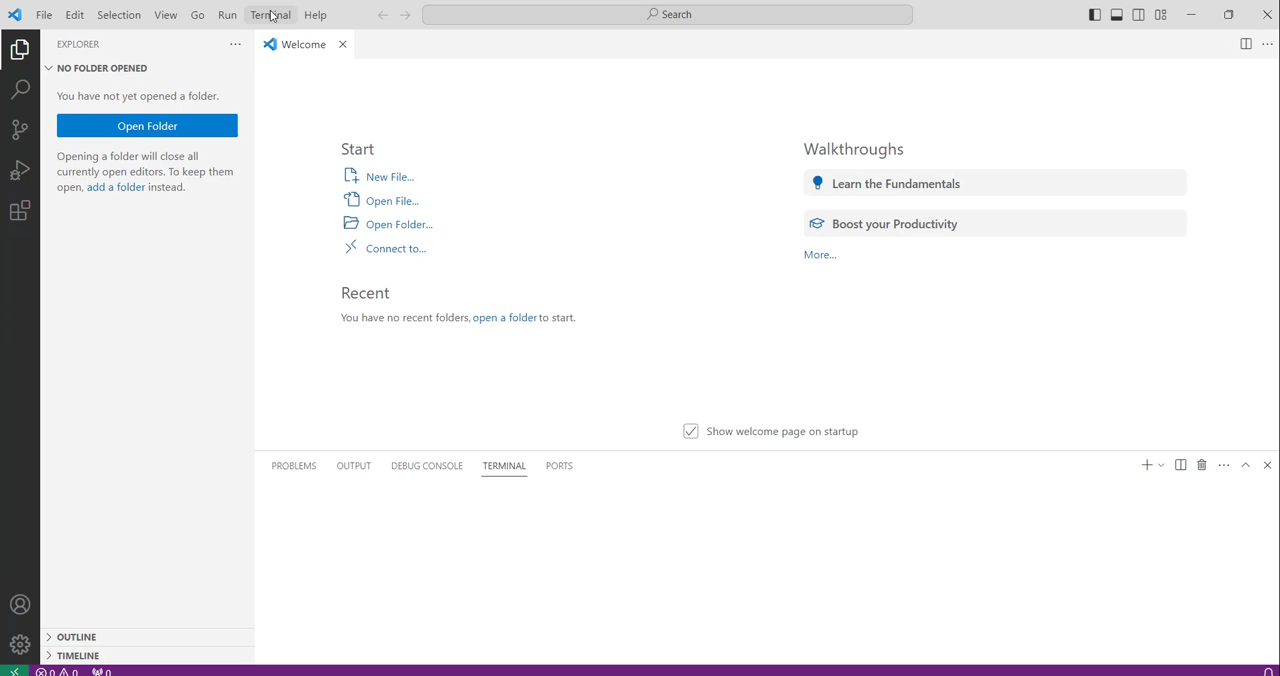 File Edit Selection View Go Run Terminal Help
Search
EXPLORER
Welcome
NO FOLDER OPENED
You have not yet opened a folder.
Open Folder
Opening a folder will close all
currently open editors. To keep them
open, add a folder instead.
Start
New File...
Open File...
Open Folder...
Connect to...
Recent
You have no recent folders, open a folder to start.
Walkthroughs
Learn the Fundamentals
Boost your Productivity
More...
Show welcome page on startup
PROBLEMS OUTPUT DEBUG CONSOLE TERMINAL PORTS
OUTLINE
TIMELINE
0 0 0